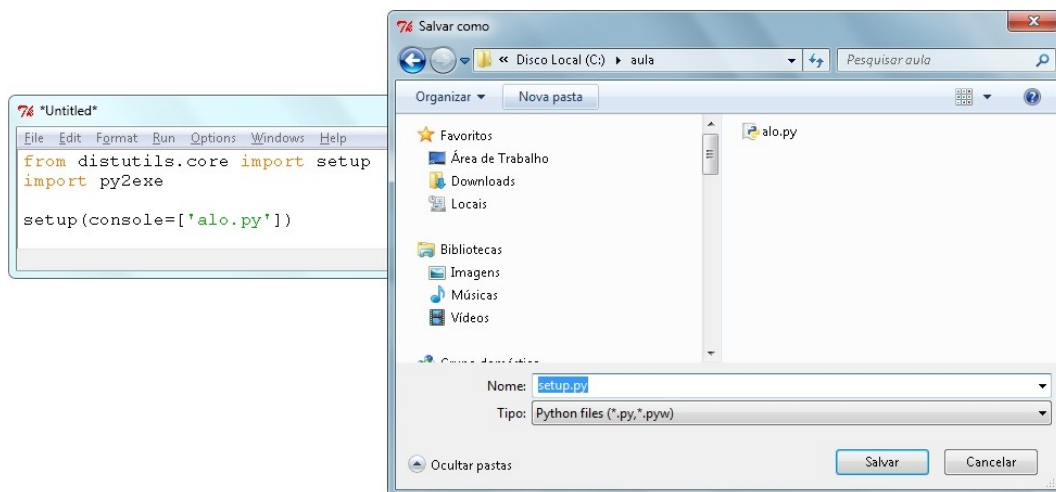 *Untitled*
File Edit Format Run Options Windows Help
from distutils.core import setup
import py2exe
setup(console=['alo.py'])
Salvar como
« Disco Local (C:) ▸ aula
Pesquisar aula
Organizar
Nova pasta
Favoritos
Área de Trabalho
Downloads
Locais
Bibliotecas
Imagens
Músicas
Vídeos
alo.py
Nome: setup.py
Tipo: Python files (*.py,*.pyw)
Ocultar pastas
Salvar
Cancelar